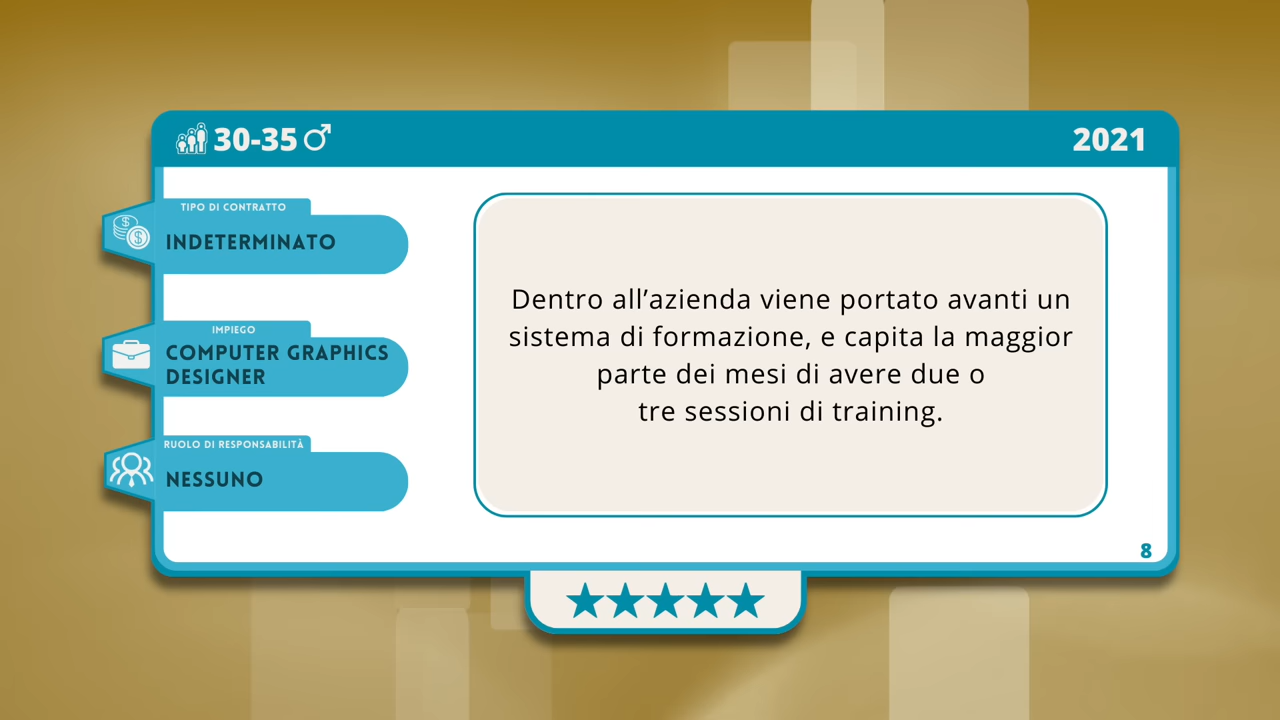 30-35
2021
TIPO DI CONTRATTO
INDETERMINATO
IMPIEGO
COMPUTER GRAPHICS
DESIGNER
RUOLO DI RESPONSABILITÀ
NESSUNO
Dentro all’azienda viene portato avanti un
sistema di formazione, e capita la maggior
parte dei mesi di avere due o
tre sessioni di training.
8